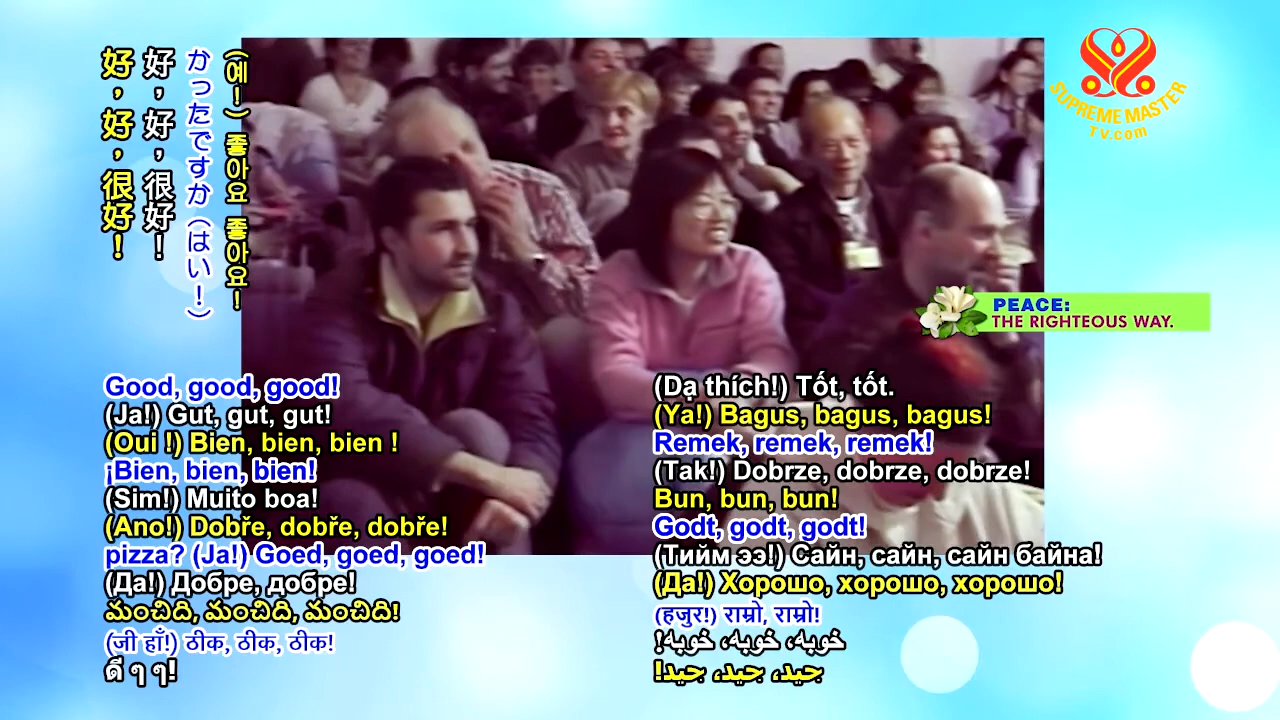 好，好，很好！
好，好，很好！
かったですか（はい！）
(예!) 좋아요 좋아요!
SUPREME MASTER
TV.com
PEACE:
THE RIGHTEOUS WAY.
Good, good, good!
(Ja!) Gut, gut, gut!
(Oui !) Bien, bien, bien !
¡Bien, bien, bien!
(Sim!) Muito boa!
(Ano!) Dobře, dobře, dobře!
pizza? (Ja!) Goed, goed, goed!
(Да!) Добре, добре!
మంచిది, మంచిది, మంచిది!
(जी हाँ!) ठीक, ठीक, ठीक!
ดี ๆ ๆ!
(Dạ thích!) Tốt, tốt.
(Ya!) Bagus, bagus, bagus!
Remek, remek, remek!
(Tak!) Dobrze, dobrze, dobrze!
Bun, bun, bun!
Godt, godt, godt!
(Тийм ээ!) Сайн, сайн, сайн байна!
(Да!) Хорошо, хорошо, хорошо!
(हजुर!) राम्रो, राम्रो!
خوبه، خوبه، خوبه!
جيد، جيد، جيد!